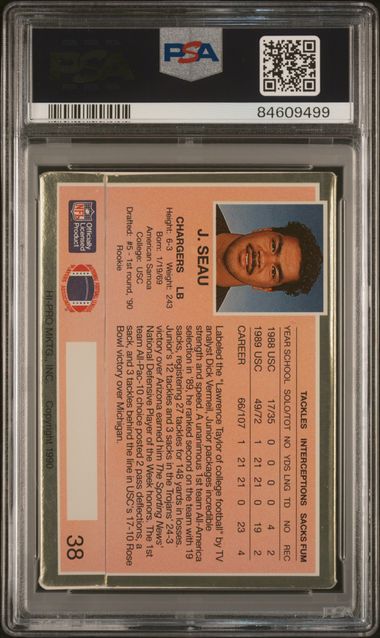 PSA
PSA
84609499
TACKLES INTERCEPTIONS SACKS FUM
YEAR SCHOOL SOLO/TOT NO YDS LNG TD NO REC
1988 USC 17/35 0 0 0 0 4 2
1989 USC 49/72 1 21 21 0 19 2
CAREER 66/107 1 21 21 0 23 4
J. SEAU
CHARGERS LB
Height: 6-3 Weight: 243
Born: 1/19/69
American Samoa
College: USC
Drafted: #5 - 1st round, '90
Rookie
Labeled the "Lawrence Taylor of college football" by TV
analyst Dick Vermeil, Junior packages incredible
strength and speed. A unanimous 1st team All-America
selection in '89, he ranked second on the team with 19
sacks, registering 27 tackles for 148 yards in losses.
Junior's 12 tackles and 3 sacks in the Trojans' 24-3
victory over Arizona earned him The Sporting News'
National Defensive Player of the Week honors. The 1st
team All-Pac-10 choice posted 2 pass deflections, a
sack, and 3 tackles behind the line in USC's 17-10 Rose
Bowl victory over Michigan.
NFL
Officially
Licensed
Product
HI-PRO MKTG., INC. Copyright 1990
38